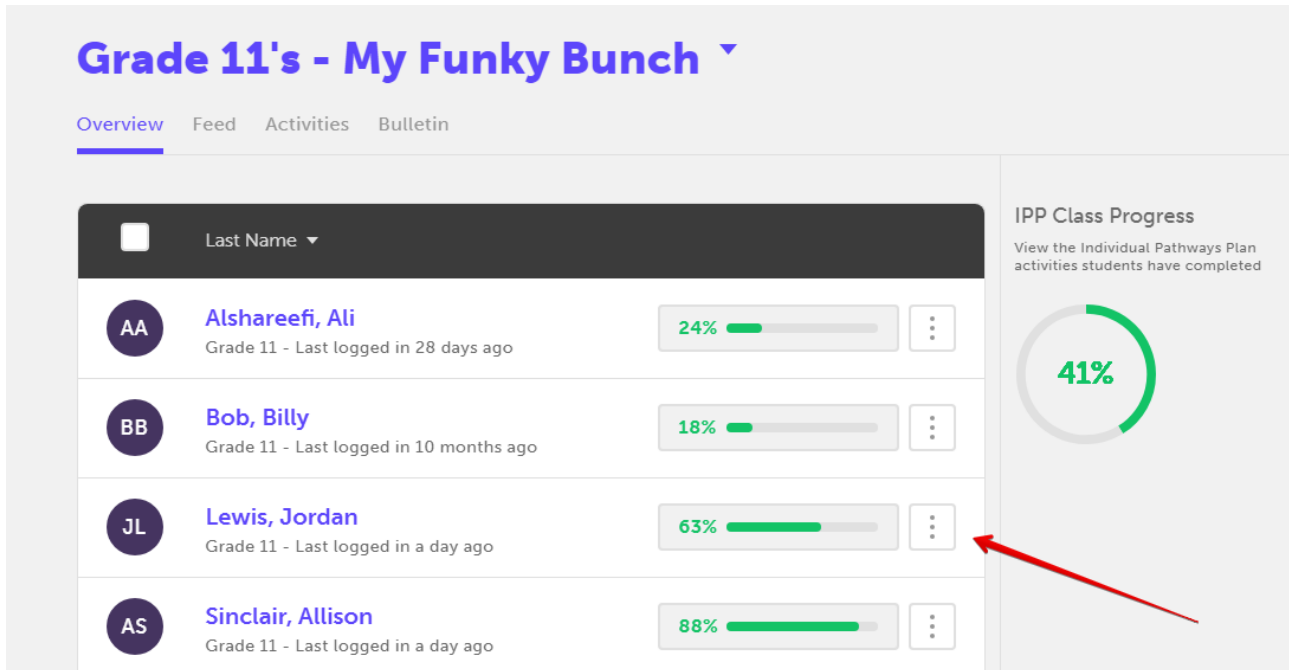 Grade 11's - My Funky Bunch
Overview Feed Activities Bulletin
Last Name
AA
Alshareefi, Ali
Grade 11 - Last logged in 28 days ago
24%
BB
Bob, Billy
Grade 11 - Last logged in 10 months ago
18%
JL
Lewis, Jordan
Grade 11 - Last logged in a day ago
63%
AS
Sinclair, Allison
Grade 11 - Last logged in a day ago
88%
IPP Class Progress
View the Individual Pathways Plan
activities students have completed
41%